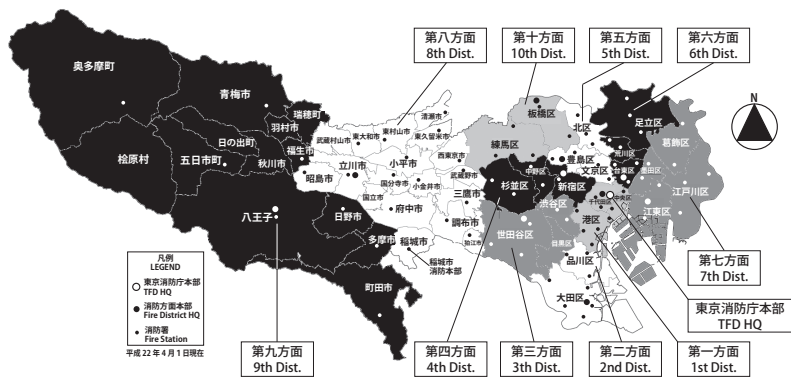 第八方面
8th Dist.
第十方面
10th Dist.
第五方面
5th Dist.
第六方面
6th Dist.
N
奥多摩町
青梅市
瑞穂町
羽村市
日の出町
福生市
檜原村
五日市町
秋川市
昭島市
八王子
日野市
多摩市
町田市
清瀬市
東村山市
東大和市
武蔵村山市
東久留米市
立川市
小平市
西東京市
国分寺市
小金井市
武蔵野市
国立市
府中市
三鷹市
調布市
狛江市
稲城市
稲城市
消防本部
板橋区
練馬区
北区
足立区
葛飾区
荒川区
豊島区
文京区
台東区
墨田区
中野区
杉並区
新宿区
千代田区
中央区
江戸川区
江東区
渋谷区
港区
世田谷区
目黒区
品川区
大田区
凡例
LEGEND
東京消防庁本部
TFD HQ
消防方面本部
Fire District HQ
消防署
Fire Station
平成22年4月1日現在
第九方面
9th Dist.
第四方面
4th Dist.
第三方面
3th Dist.
第二方面
2nd Dist.
第一方面
1st Dist.
東京消防庁本部
TFD HQ
第七方面
7th Dist.